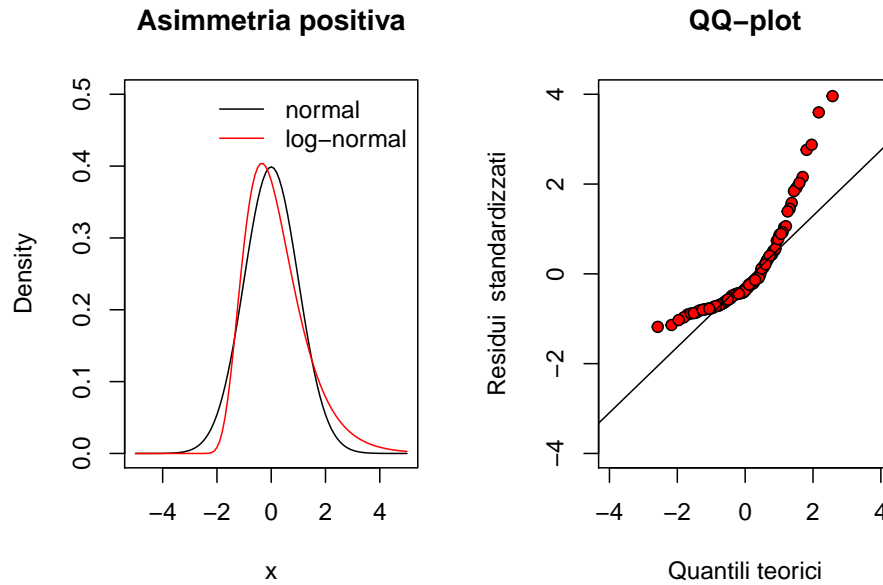 Asimmetria positiva
Density
0.0 0.1 0.2 0.3 0.4 0.5
normal
log−normal
−4 −2 0 2 4
x
QQ−plot
Residui standardizzati
−4 −2 0 2 4
−4 −2 0 2 4
Quantili teorici